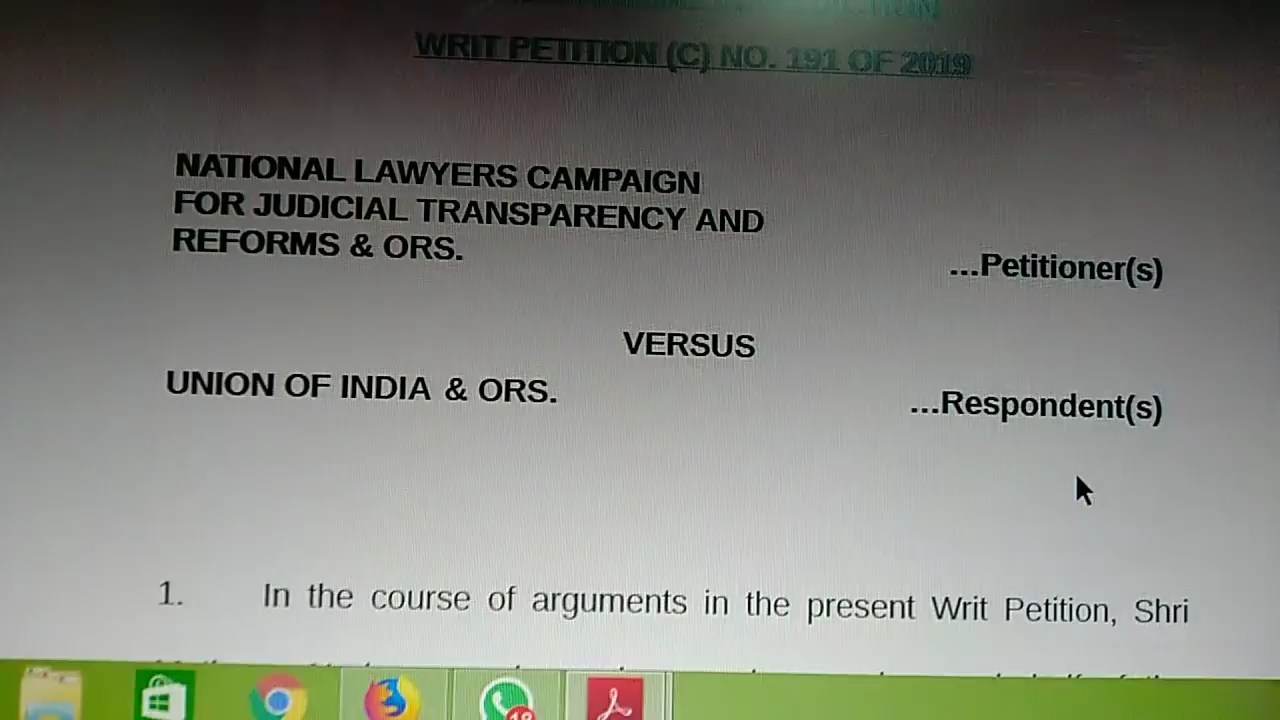 WRIT PETITION (C) NO. 191 OF 2019
NATIONAL LAWYERS CAMPAIGN
FOR JUDICIAL TRANSPARENCY AND
REFORMS & ORS.
...Petitioner(s)
VERSUS
UNION OF INDIA & ORS.
...Respondent(s)
1. In the course of arguments in the present Writ Petition, Shri